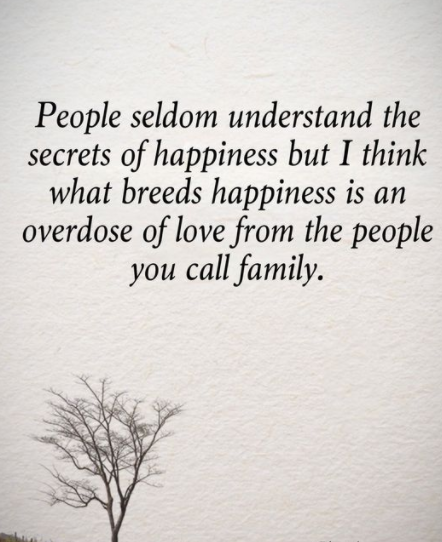 People seldom understand the
secrets of happiness but I think
what breeds happiness is an
overdose of love from the people
you call family.